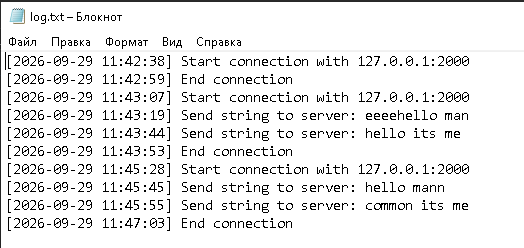 log.txt – Блокнот
Файл Правка Формат Вид Справка
[2026-09-29 11:42:38] Start connection with 127.0.0.1:2000
[2026-09-29 11:42:59] End connection
[2026-09-29 11:43:07] Start connection with 127.0.0.1:2000
[2026-09-29 11:43:19] Send string to server: eeeehello man
[2026-09-29 11:43:44] Send string to server: hello its me
[2026-09-29 11:43:53] End connection
[2026-09-29 11:45:28] Start connection with 127.0.0.1:2000
[2026-09-29 11:45:45] Send string to server: hello mann
[2026-09-29 11:45:55] Send string to server: common its me
[2026-09-29 11:47:03] End connection